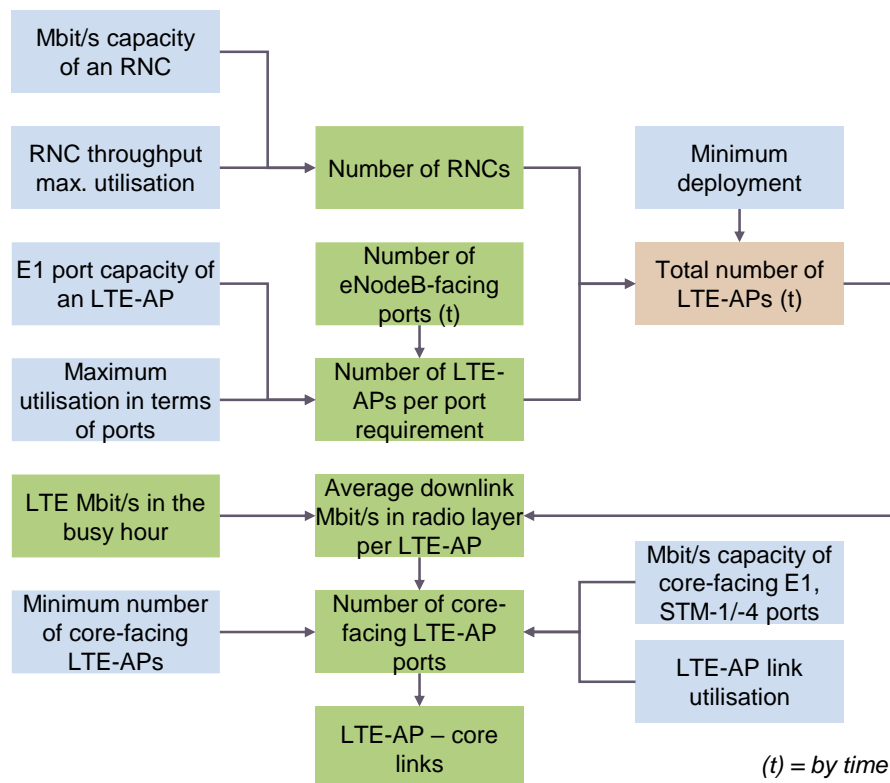 Mbit/s capacity
of an RNC
RNC throughput
max. utilisation
Number of RNCs
Minimum
deployment
E1 port capacity of
an LTE-AP
Number of
eNodeB-facing
ports (t)
Total number of
LTE-APs (t)
Maximum
utilisation in terms
of ports
Number of LTE-
APs per port
requirement
LTE Mbit/s in the
busy hour
Average downlink
Mbit/s in radio layer
per LTE-AP
Mbit/s capacity of
core-facing E1,
STM-1/-4 ports
Minimum number
of core-facing
LTE-APs
Number of core-
facing LTE-AP
ports
LTE-AP link
utilisation
LTE-AP – core
links
(t) = by time